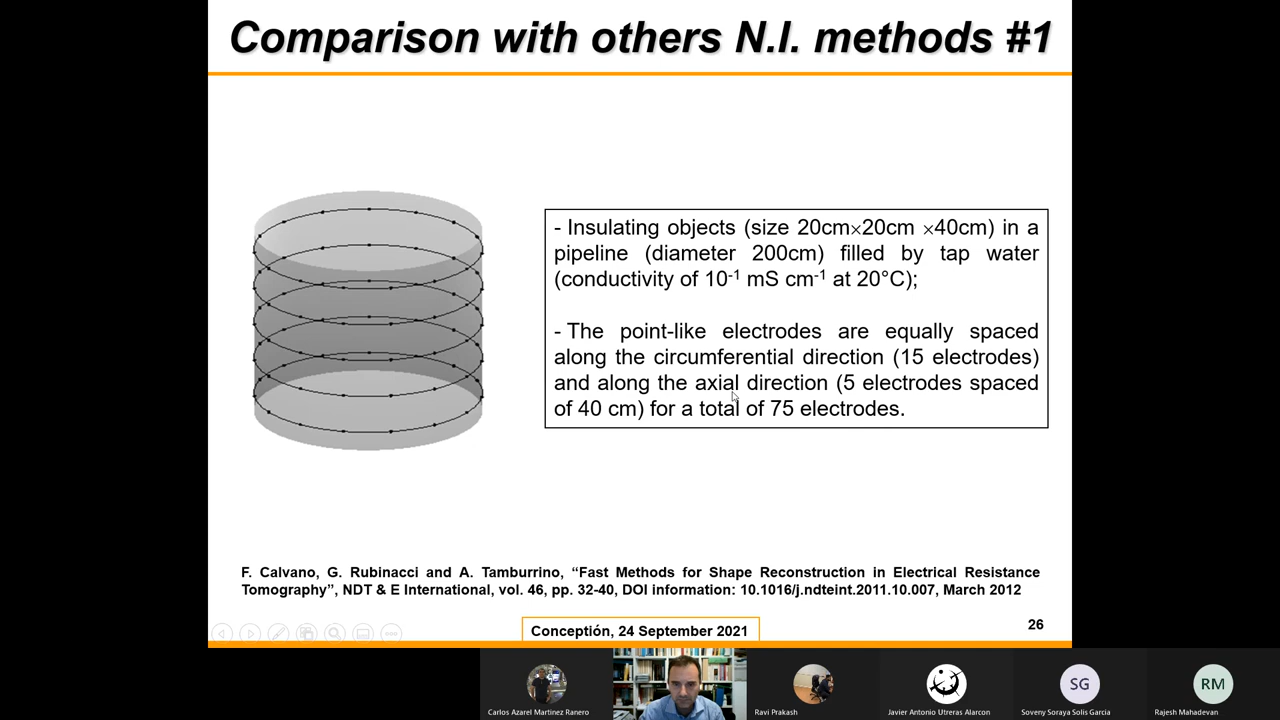 Comparison with others N.I. methods #1
- Insulating objects (size 20cm×20cm ×40cm) in a
pipeline (diameter 200cm) filled by tap water
(conductivity of 10⁻¹ mS cm⁻¹ at 20°C);
- The point-like electrodes are equally spaced
along the circumferential direction (15 electrodes)
and along the axial direction (5 electrodes spaced
of 40 cm) for a total of 75 electrodes.
F. Calvano, G. Rubinacci and A. Tamburrino, “Fast Methods for Shape Reconstruction in Electrical Resistance
Tomography”, NDT & E International, vol. 46, pp. 32-40, DOI information: 10.1016/j.ndteint.2011.10.007, March 2012
Conceptión, 24 September 2021
26
SG
RM
Carlos Azarel Martinez Ranero
Ravi Prakash
Javier Antonio Utreras Alarcon
Soveny Soraya Solis Garcia
Rajesh Mahadevan